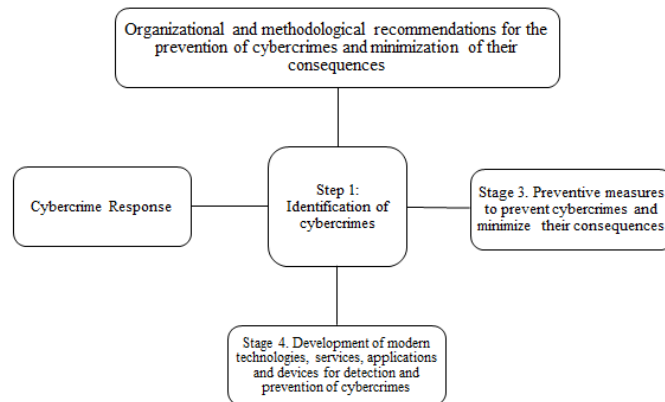 Organizational and methodological recommendations for the
prevention of cybercrimes and minimization of their
consequences
Cybercrime Response
Step 1:
Identification of
cybercrimes
Stage 3. Preventive measures
to prevent cybercrimes and
minimize their consequences
Stage 4. Development of modern
technologies, services, applications
and devices for detection and
prevention of cybercrimes